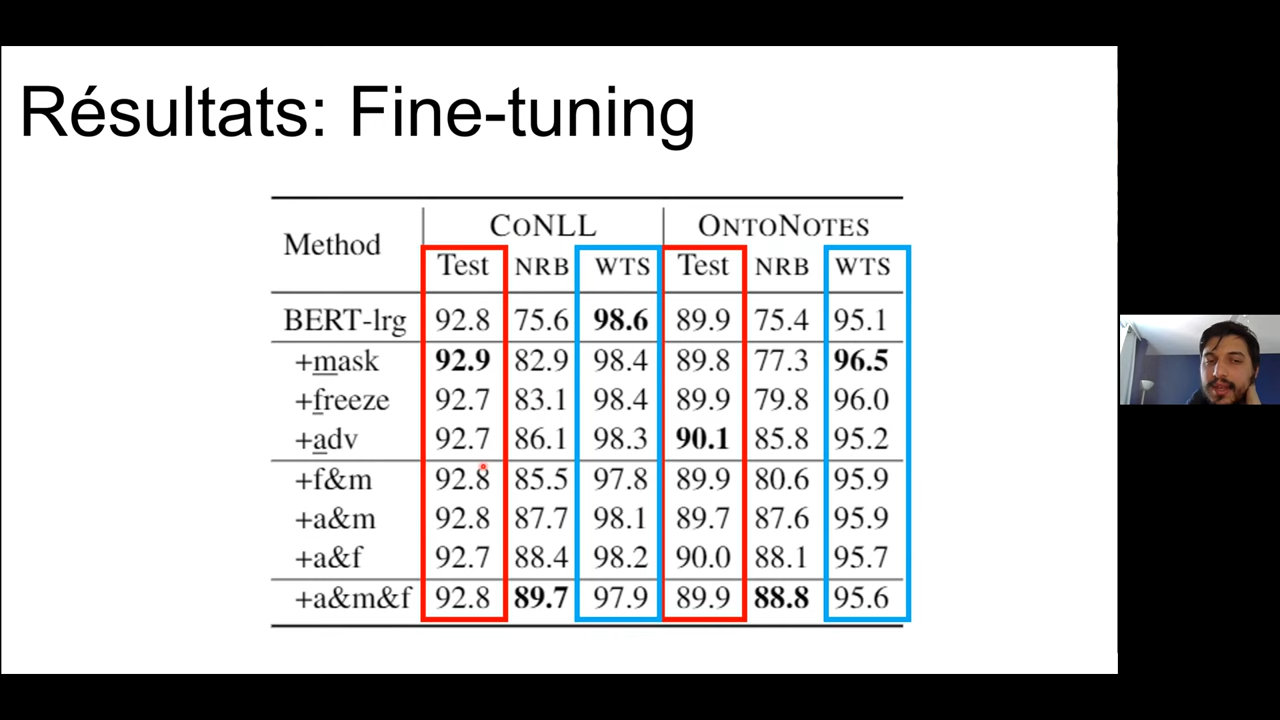 Résultats: Fine-tuning
Method CoNLL OntoNotes
Test NRB WTS Test NRB WTS
BERT-lrg 92.8 75.6 98.6 89.9 75.4 95.1
+mask 92.9 82.9 98.4 89.8 77.3 96.5
+freeze 92.7 83.1 98.4 89.9 79.8 96.0
+adv 92.7 86.1 98.3 90.1 85.8 95.2
+f&m 92.8 85.5 97.8 89.9 80.6 95.9
+a&m 92.8 87.7 98.1 89.7 87.6 95.9
+a&f 92.7 88.4 98.2 90.0 88.1 95.7
+a&m&f 92.8 89.7 97.9 89.9 88.8 95.6